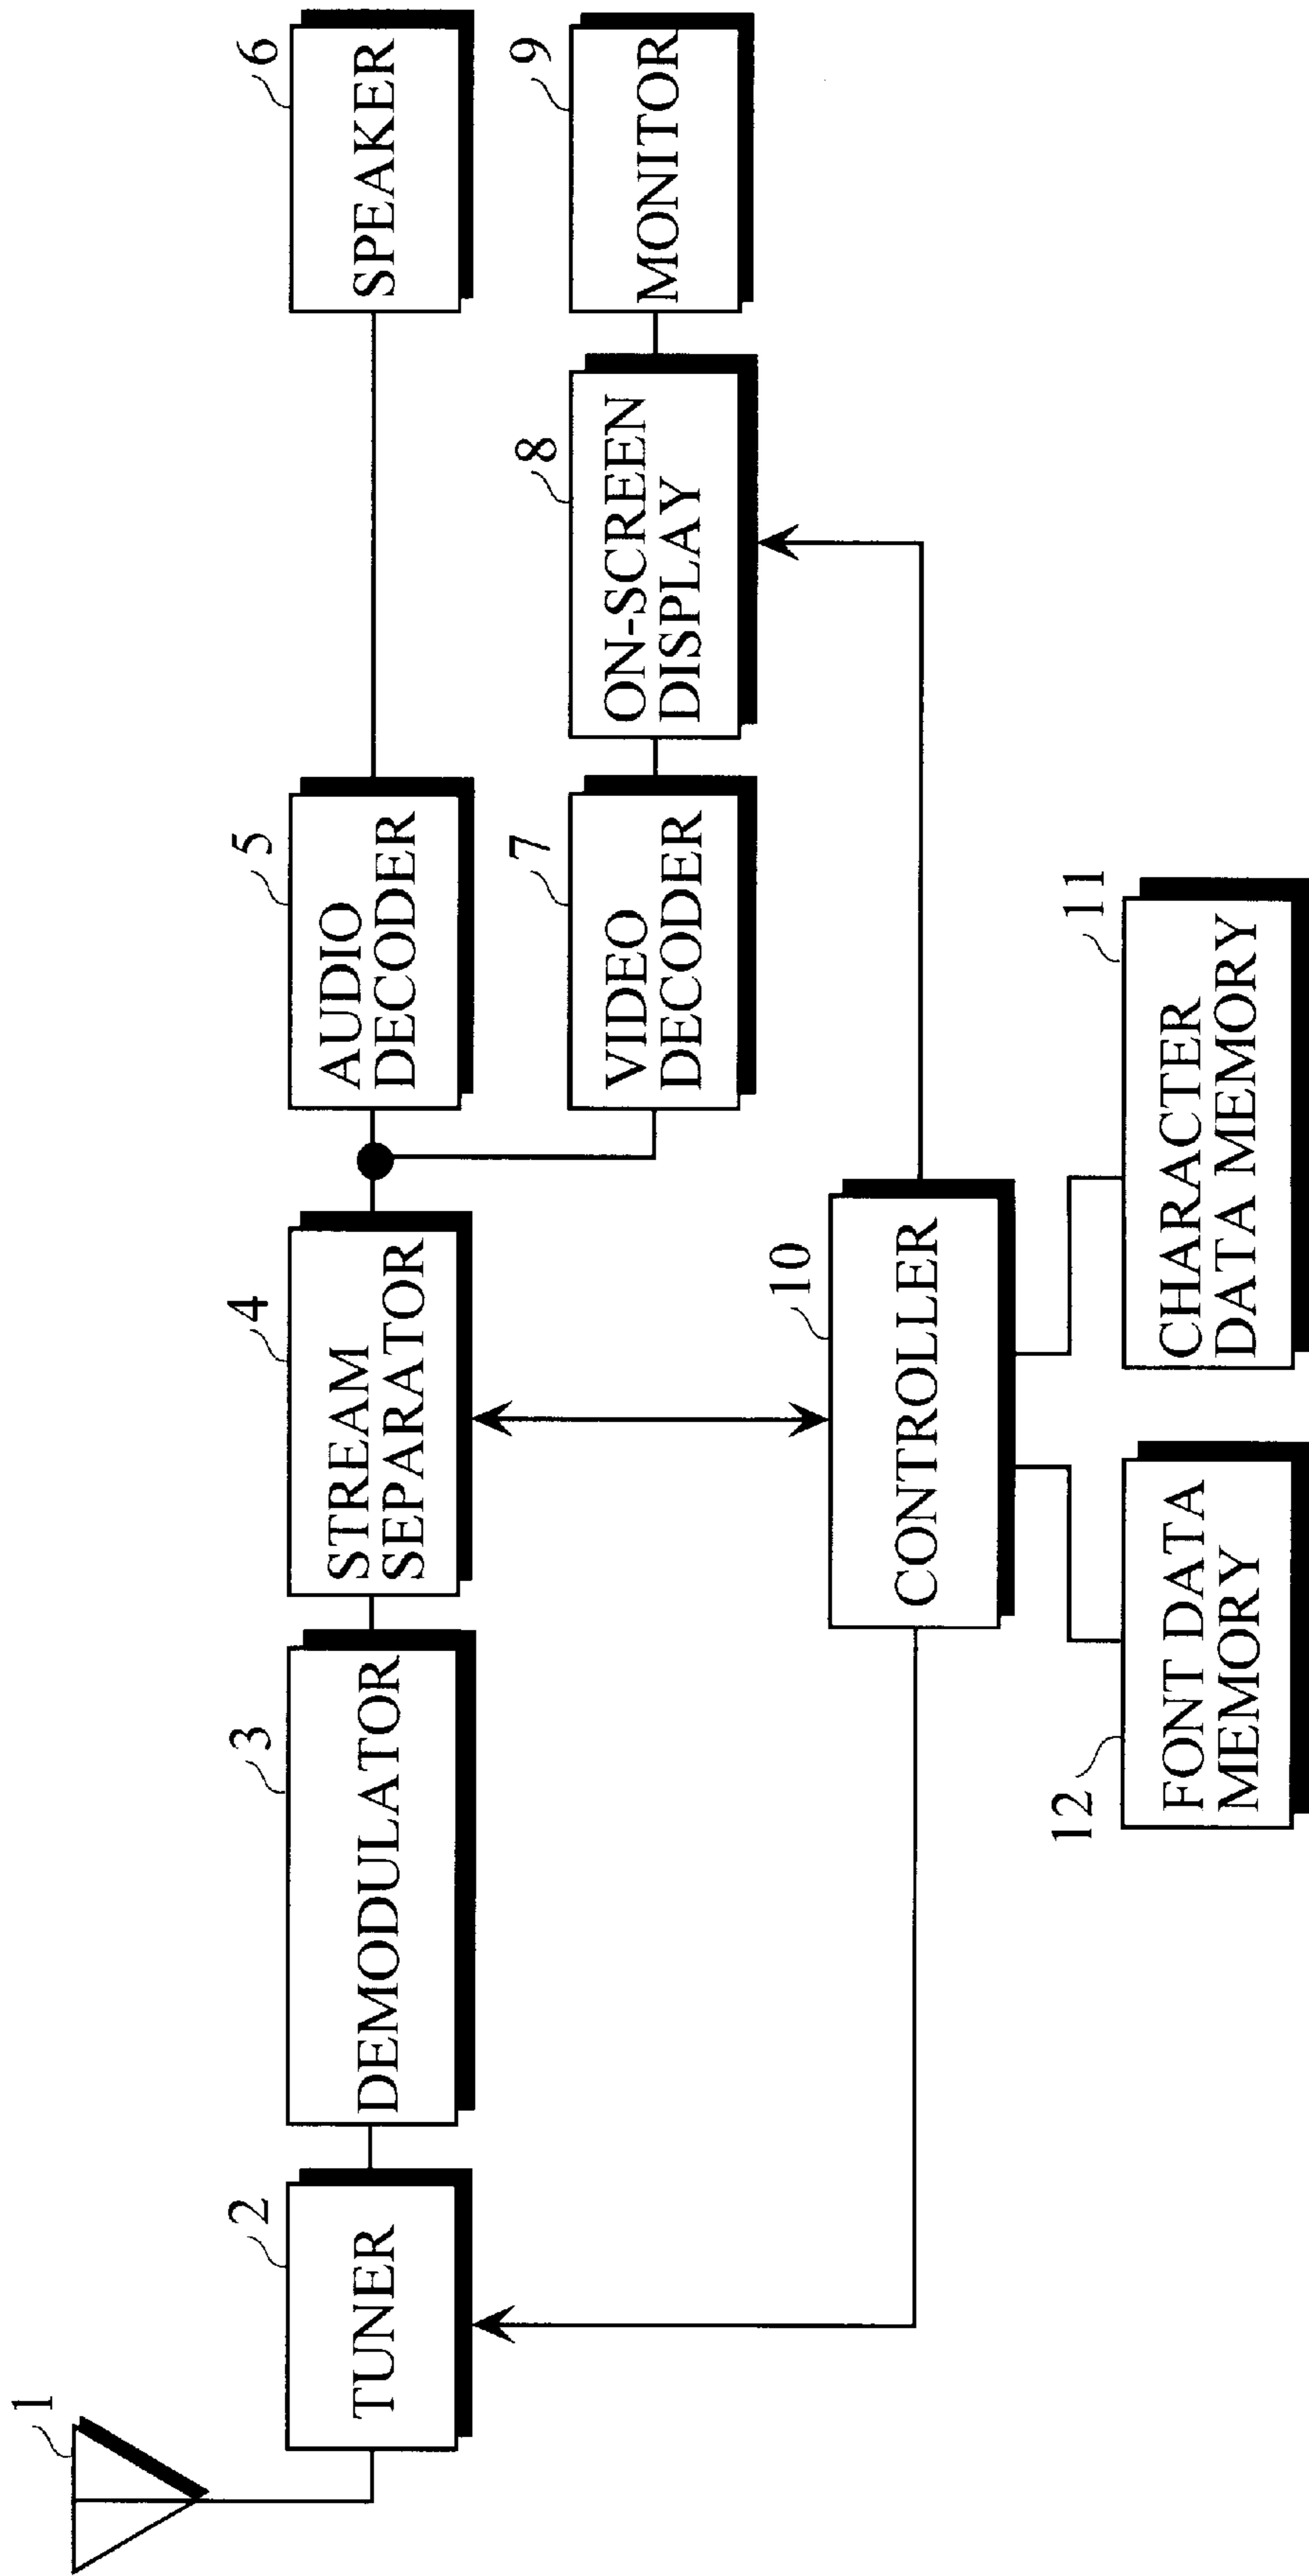 1
2
TUNER
3
DEMODULATOR
4
STREAM
SEPARATOR
5
AUDIO
DECODER
6
SPEAKER
7
VIDEO
DECODER
8
ON-SCREEN
DISPLAY
9
MONITOR
10
CONTROLLER
12
FONT DATA
MEMORY
11
CHARACTER
DATA MEMORY